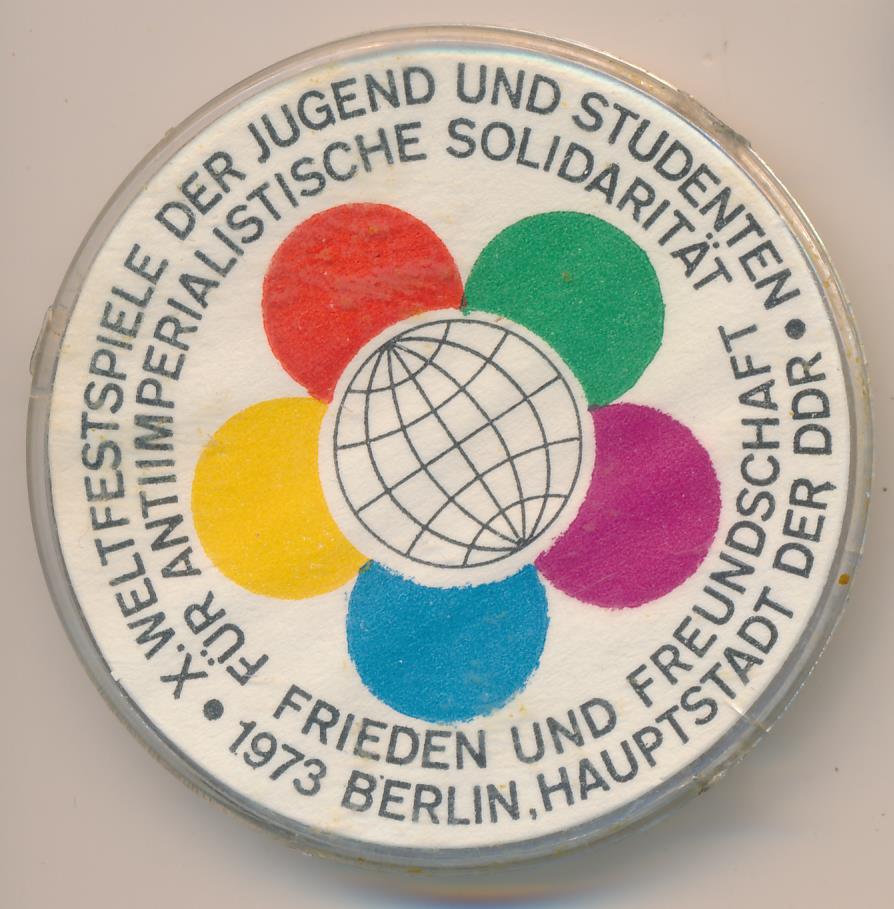 X. WELTFESTSPIELE DER JUGEND UND STUDENTEN •
1973 BERLIN, HAUPTSTADT DER DDR •
FÜR ANTIIMPERIALISTISCHE SOLIDARITÄT
FRIEDEN UND FREUNDSCHAFT